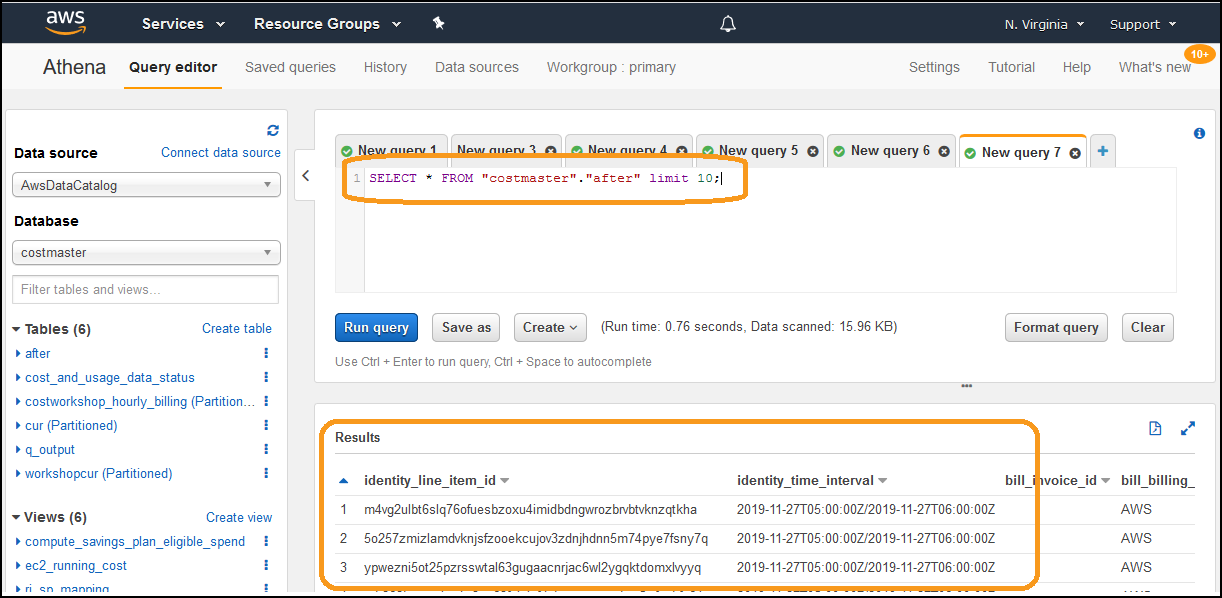 aws Services Resource Groups N. Virginia Support
Athena Query editor Saved queries History Data sources Workgroup : primary Settings Tutorial Help What's new 10+
Data source Connect data source
AwsDataCatalog
Database
costmaster
Filter tables and views...
Tables (6) Create table
after
cost_and_usage_data_status
costworkshop_hourly_billing (Partition...
cur (Partitioned)
q_output
workshopcur (Partitioned)
Views (6) Create view
compute_savings_plan_eligible_spend
ec2_running_cost
ri_sp_mapping
New query 1 New query 3 New query 4 New query 5 New query 6 New query 7
1 SELECT * FROM "costmaster"."after" limit 10;
Run query Save as Create (Run time: 0.76 seconds, Data scanned: 15.96 KB) Format query Clear
Use Ctrl + Enter to run query, Ctrl + Space to autocomplete
Results
identity_line_item_id identity_time_interval bill_invoice_id bill_billing_
1 m4vg2ulbt6slq76ofuesbzoxu4imidbdngwrozbrvbtvknzqtkha 2019-11-27T05:00:00Z/2019-11-27T06:00:00Z AWS
2 5o257zmizlamdvknjsfzooekcujov3zdnjhdnn5m74pye7fsny7q 2019-11-27T05:00:00Z/2019-11-27T06:00:00Z AWS
3 ypwezni5ot25pzrsswtal63gugaacnrjac6wl2ygqktdomxlvyyq 2019-11-27T05:00:00Z/2019-11-27T06:00:00Z AWS